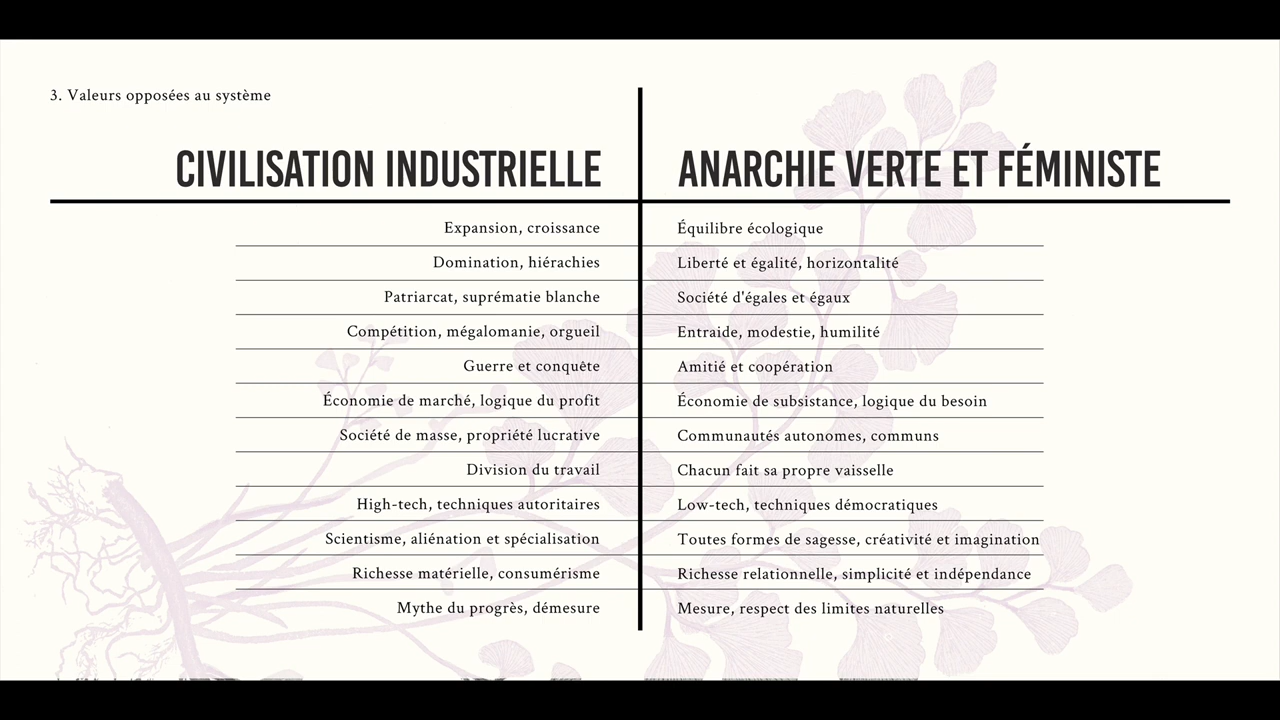 3. Valeurs opposées au système
CIVILISATION INDUSTRIELLE ANARCHIE VERTE ET FÉMINISTE
Expansion, croissance Équilibre écologique
Domination, hiérachies Liberté et égalité, horizontalité
Patriarcat, suprématie blanche Société d'égales et égaux
Compétition, mégalomanie, orgueil Entraide, modestie, humilité
Guerre et conquête Amitié et coopération
Économie de marché, logique du profit Économie de subsistance, logique du besoin
Société de masse, propriété lucrative Communautés autonomes, communs
Division du travail Chacun fait sa propre vaisselle
High-tech, techniques autoritaires Low-tech, techniques démocratiques
Scientisme, aliénation et spécialisation Toutes formes de sagesse, créativité et imagination
Richesse matérielle, consumérisme Richesse relationnelle, simplicité et indépendance
Mythe du progrès, démesure Mesure, respect des limites naturelles